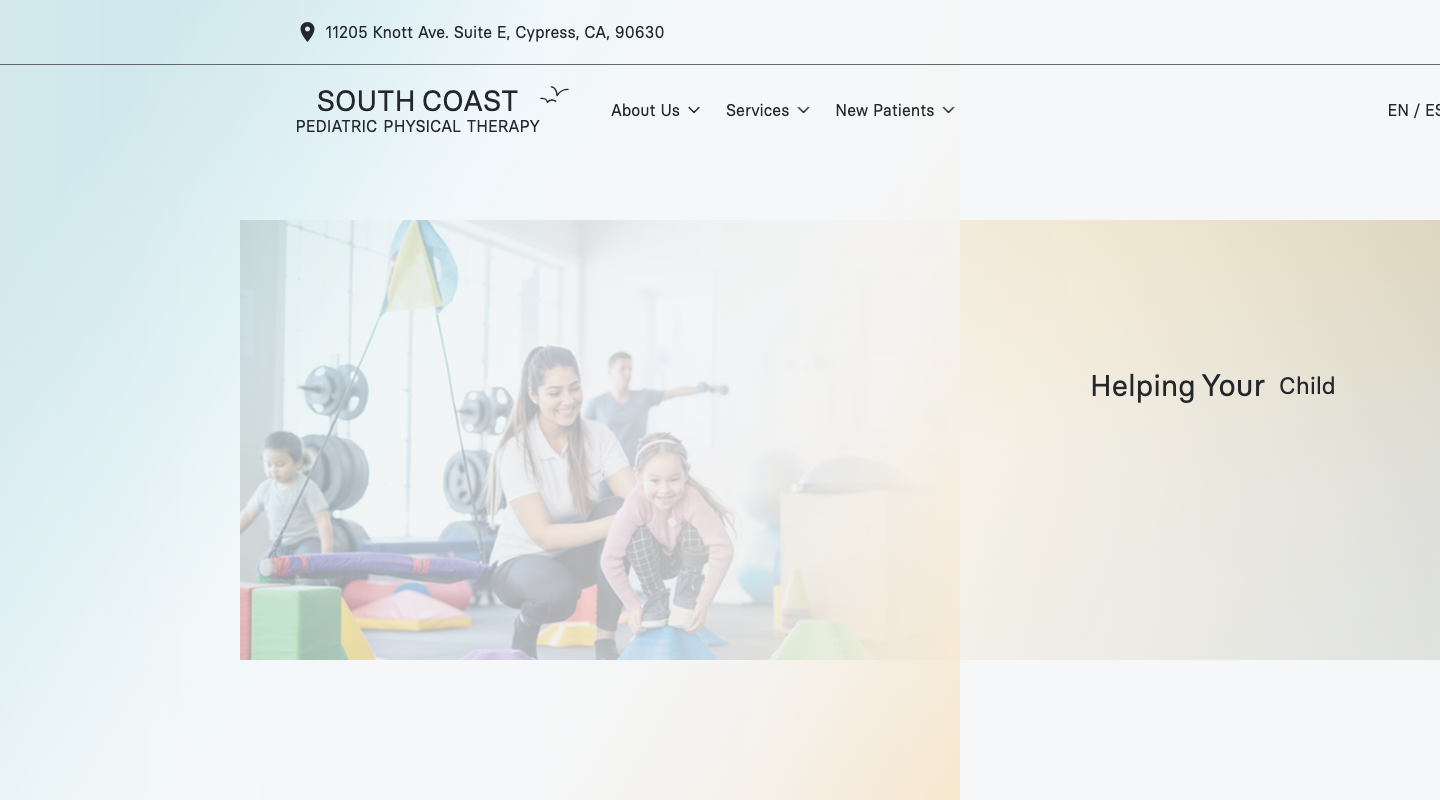 11205 Knott Ave. Suite E, Cypress, CA, 90630
SOUTH COAST
PEDIATRIC PHYSICAL THERAPY
About Us
Services
New Patients
EN / ES
Helping Your Child